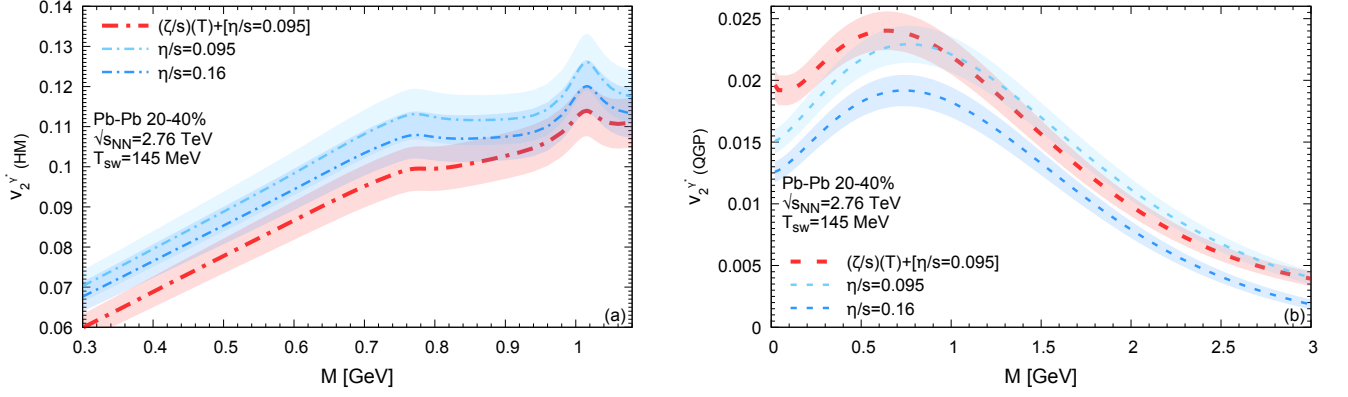 v₂^γ* (HM)
0.14
0.13
0.12
0.11
0.1
0.09
0.08
0.07
0.06
(ζ/s)(T)+[η/s=0.095]
η/s=0.095
η/s=0.16
Pb-Pb 20-40%
√sNN=2.76 TeV
Tsw=145 MeV
(a)
0.3 0.4 0.5 0.6 0.7 0.8 0.9 1
M [GeV]
v₂^γ* (QGP)
0.025
0.02
0.015
0.01
0.005
0
Pb-Pb 20-40%
√sNN=2.76 TeV
Tsw=145 MeV
(ζ/s)(T)+[η/s=0.095]
η/s=0.095
η/s=0.16
(b)
0 0.5 1 1.5 2 2.5 3
M [GeV]